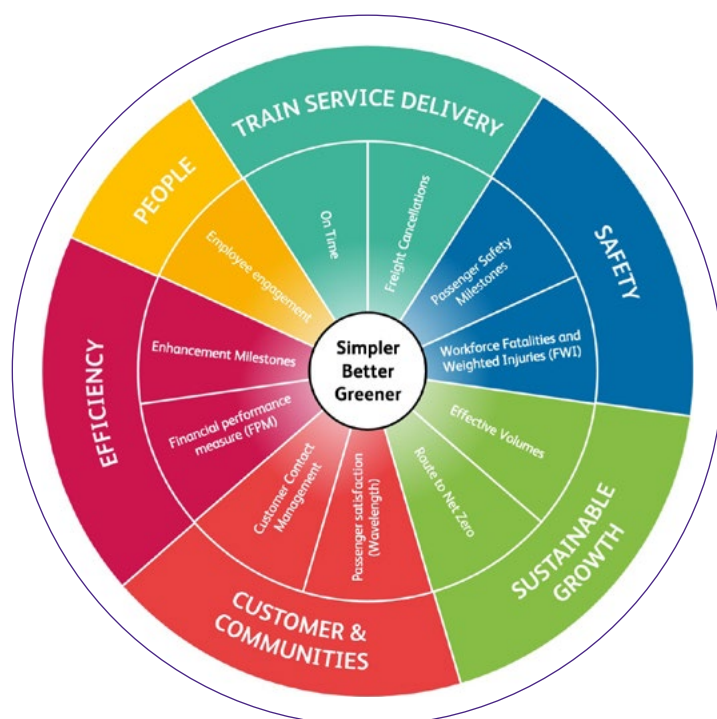 TRAIN SERVICE DELIVERY
On Time
Freight Cancellations
SAFETY
Passenger Safety
Milestones
Workforce Fatalities and
Weighted Injuries (FWI)
SUSTAINABLE
GROWTH
Effective Volumes
Route to Net Zero
CUSTOMER &
COMMUNITIES
Passenger satisfaction
(Wavelength)
Customer Contact
Management
EFFICIENCY
Financial performance
measure (FPM)
Enhancement Milestones
PEOPLE
Employee engagement
Simpler
Better
Greener